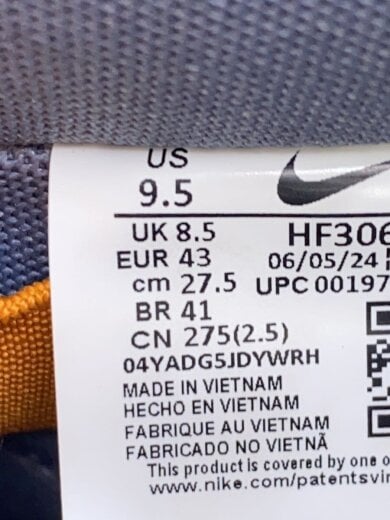 US
9.5
UK 8.5
HF306
EUR 43
06/05/24
cm 27.5
UPC 00197
BR 41
CN 275(2.5)
04YADG5JDYWRH
MADE IN VIETNAM
HECHO EN VIETNAM
FABRIQUE AU VIETNAM
FABRICADO NO VIETNÃ
This product is covered by one o
www.nike.com/patentsvir